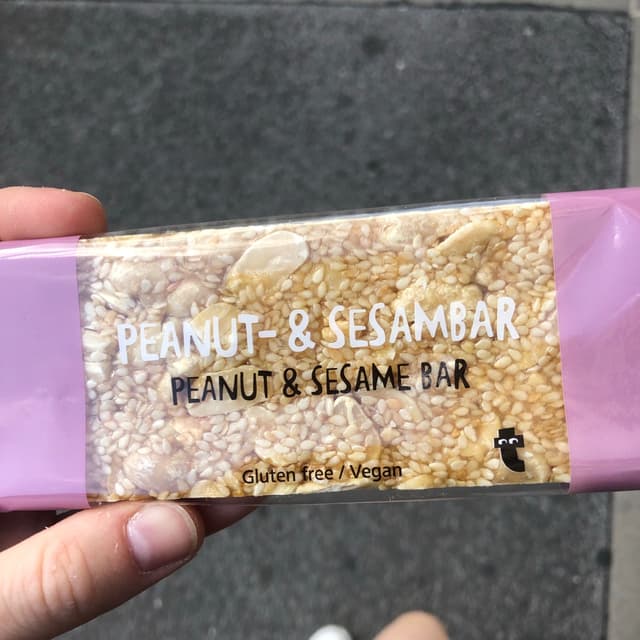 PEANUT- & SESAMBAR
PEANUT & SESAME BAR
Gluten free / Vegan
t